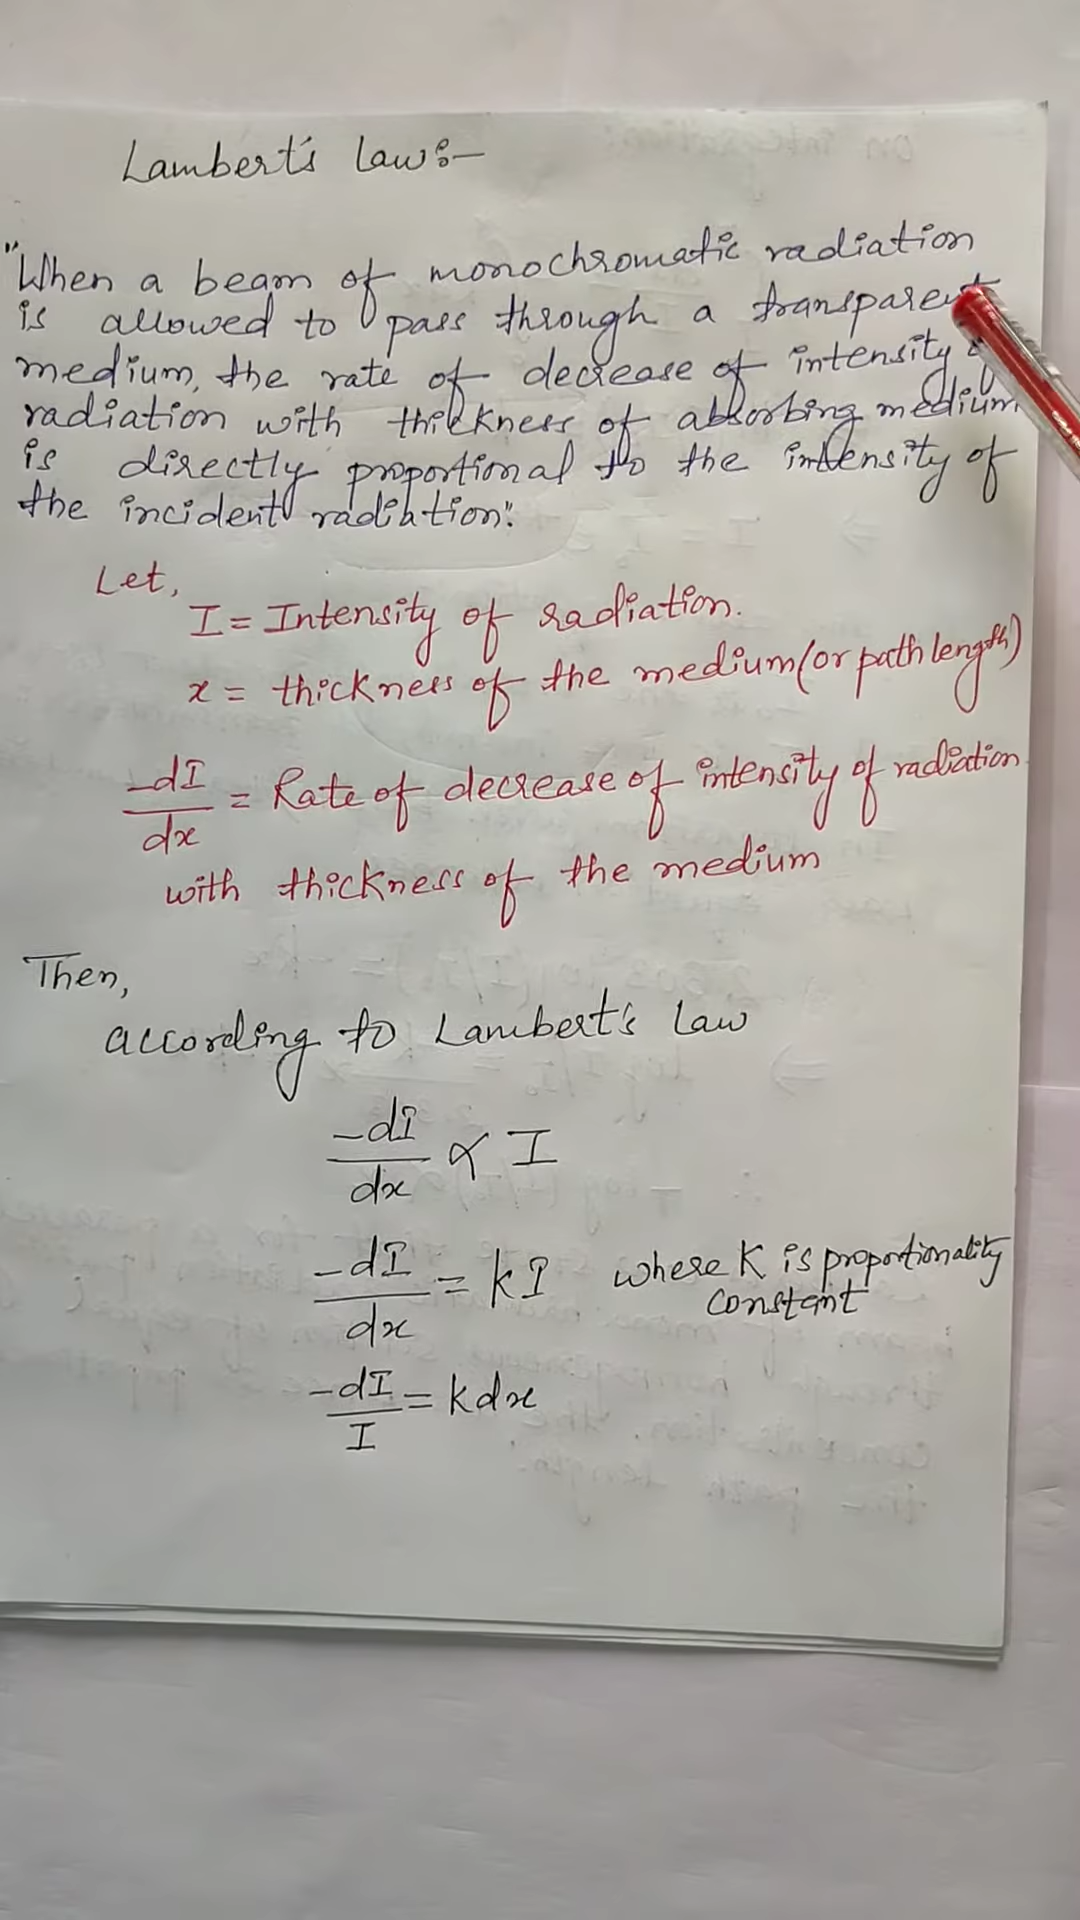 Lambert's Law:-
"When a beam of monochromatic radiation
is allowed to pass through a transparent
medium, the rate of decrease of intensity
radiation with thickness of absorbing medium
is directly proportional to the intensity of
the incident radiation".
Let,
I = Intensity of radiation.
x = thickness of the medium (or path length)
-dI/dx = Rate of decrease of intensity of radiation
with thickness of the medium
Then,
according to Lambert's Law
-dI/dx ∝ I
-dI/dx = kI where K is proportionality
constant
-dI/I = kdx